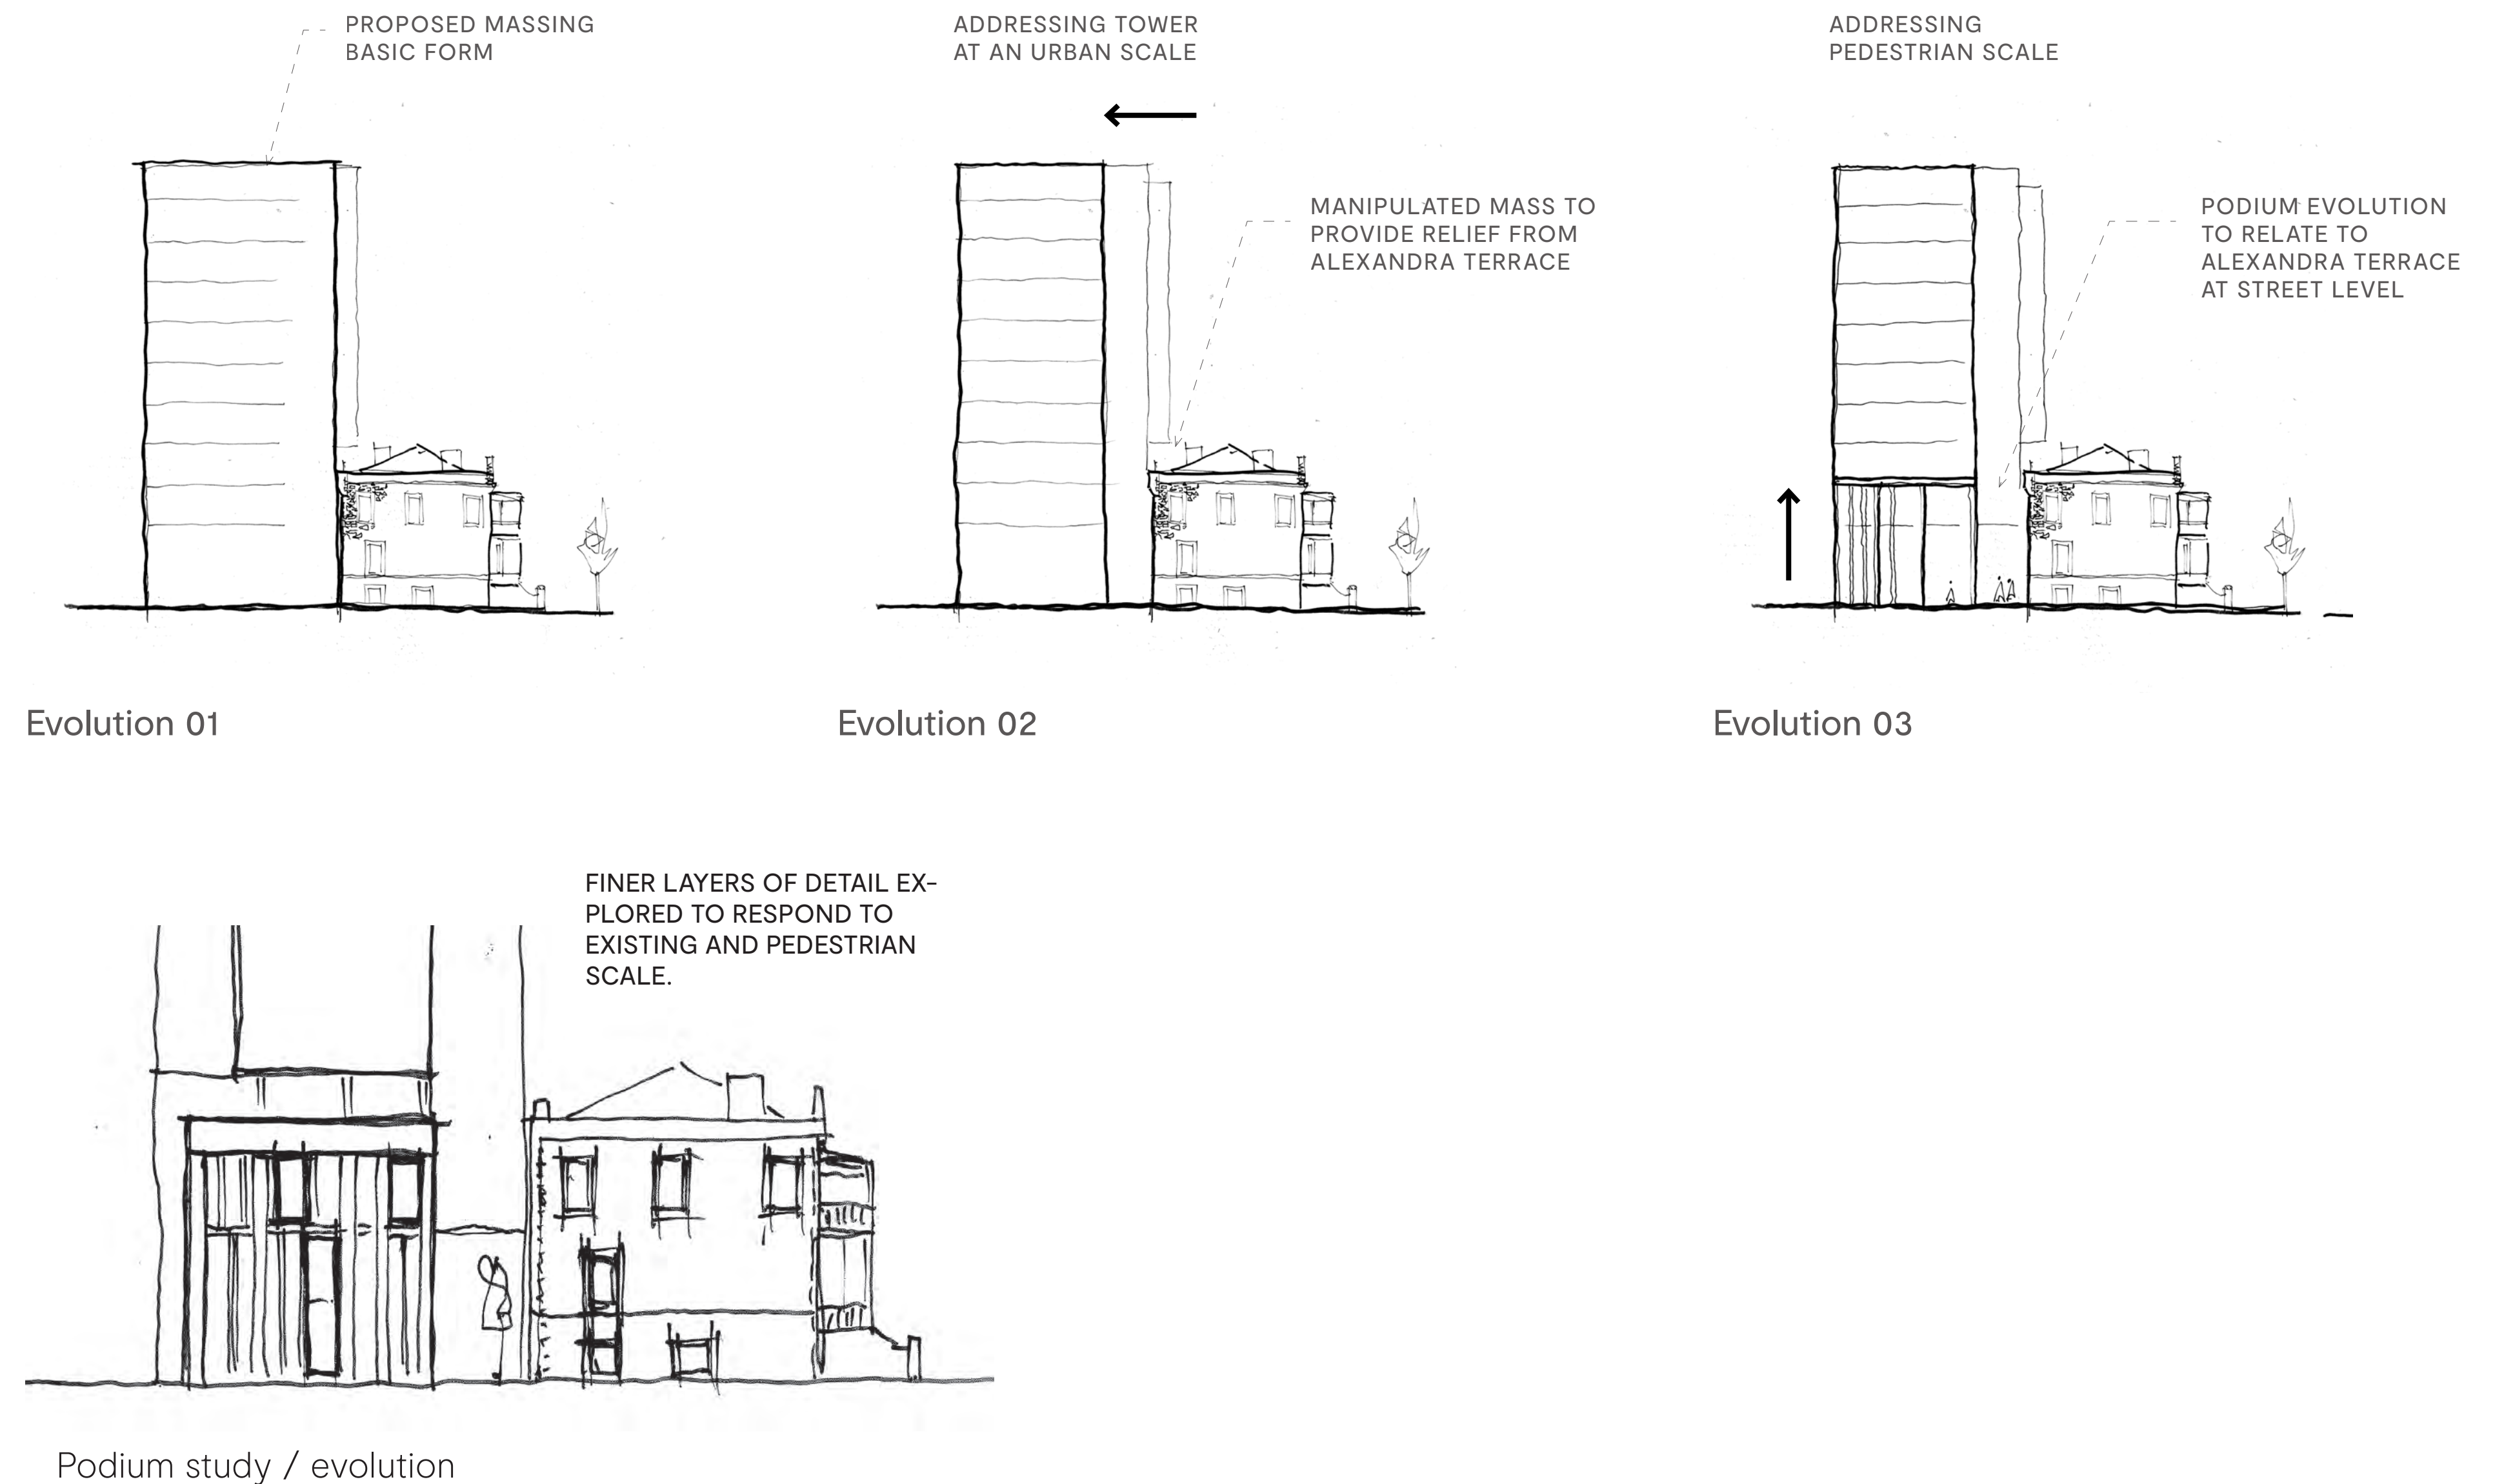 PROPOSED MASSING
BASIC FORM
ADDRESSING TOWER
AT AN URBAN SCALE
MANIPULATED MASS TO
PROVIDE RELIEF FROM
ALEXANDRA TERRACE
ADDRESSING
PEDESTRIAN SCALE
PODIUM EVOLUTION
TO RELATE TO
ALEXANDRA TERRACE
AT STREET LEVEL
Evolution 01
Evolution 02
Evolution 03
FINER LAYERS OF DETAIL EX-
PLORED TO RESPOND TO
EXISTING AND PEDESTRIAN
SCALE.
Podium study / evolution